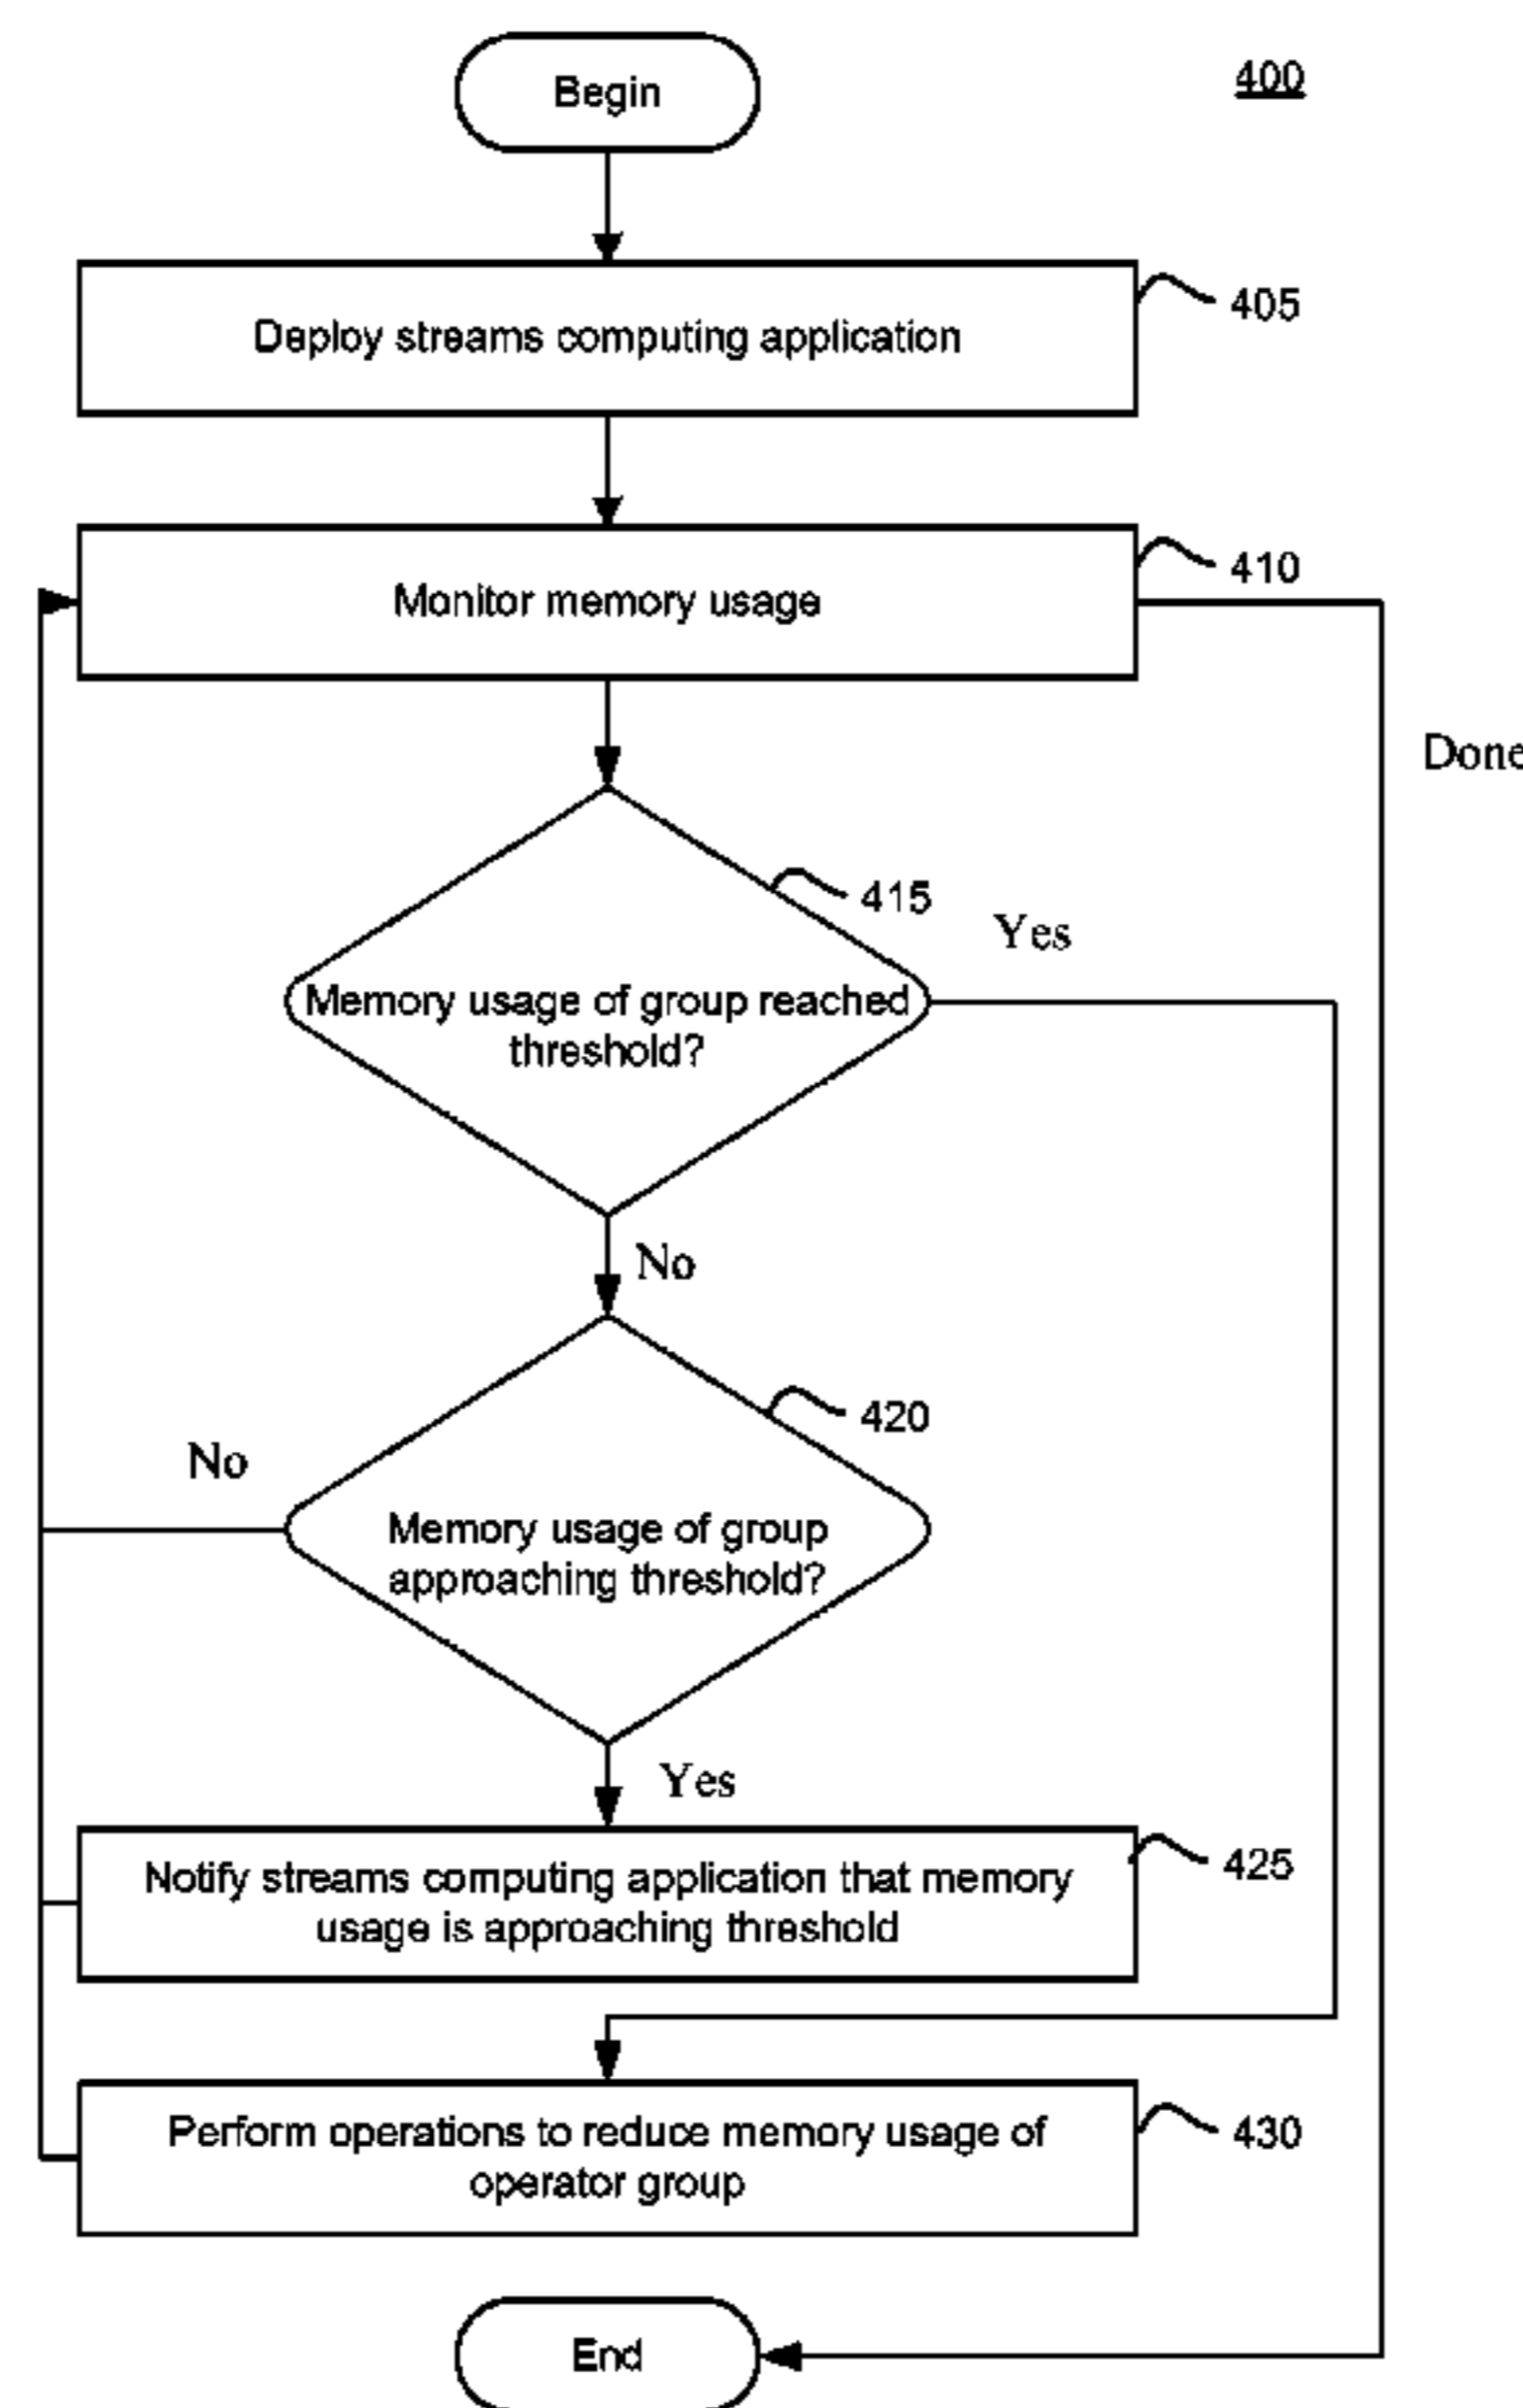 Begin
400
Deploy streams computing application
405
Monitor memory usage
410
Done
415
Yes
Memory usage of group reached
threshold?
No
420
No
Memory usage of group
approaching threshold?
Yes
Notify streams computing application that memory
usage is approaching threshold
425
Perform operations to reduce memory usage of
operator group
430
End